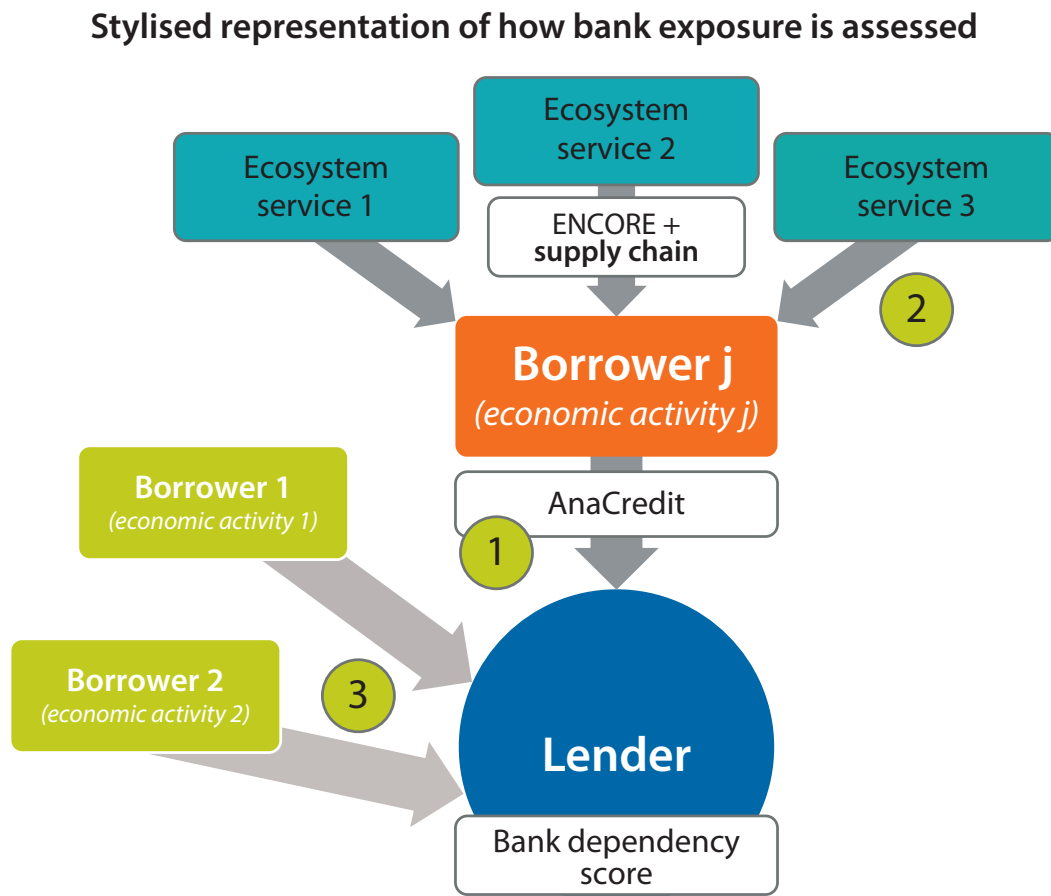 Stylised representation of how bank exposure is assessed
Ecosystem
service 1
Ecosystem
service 2
Ecosystem
service 3
ENCORE +
supply chain
2
Borrower j
(economic activity j)
AnaCredit
1
Borrower 1
(economic activity 1)
Borrower 2
(economic activity 2)
3
Lender
Bank dependency
score